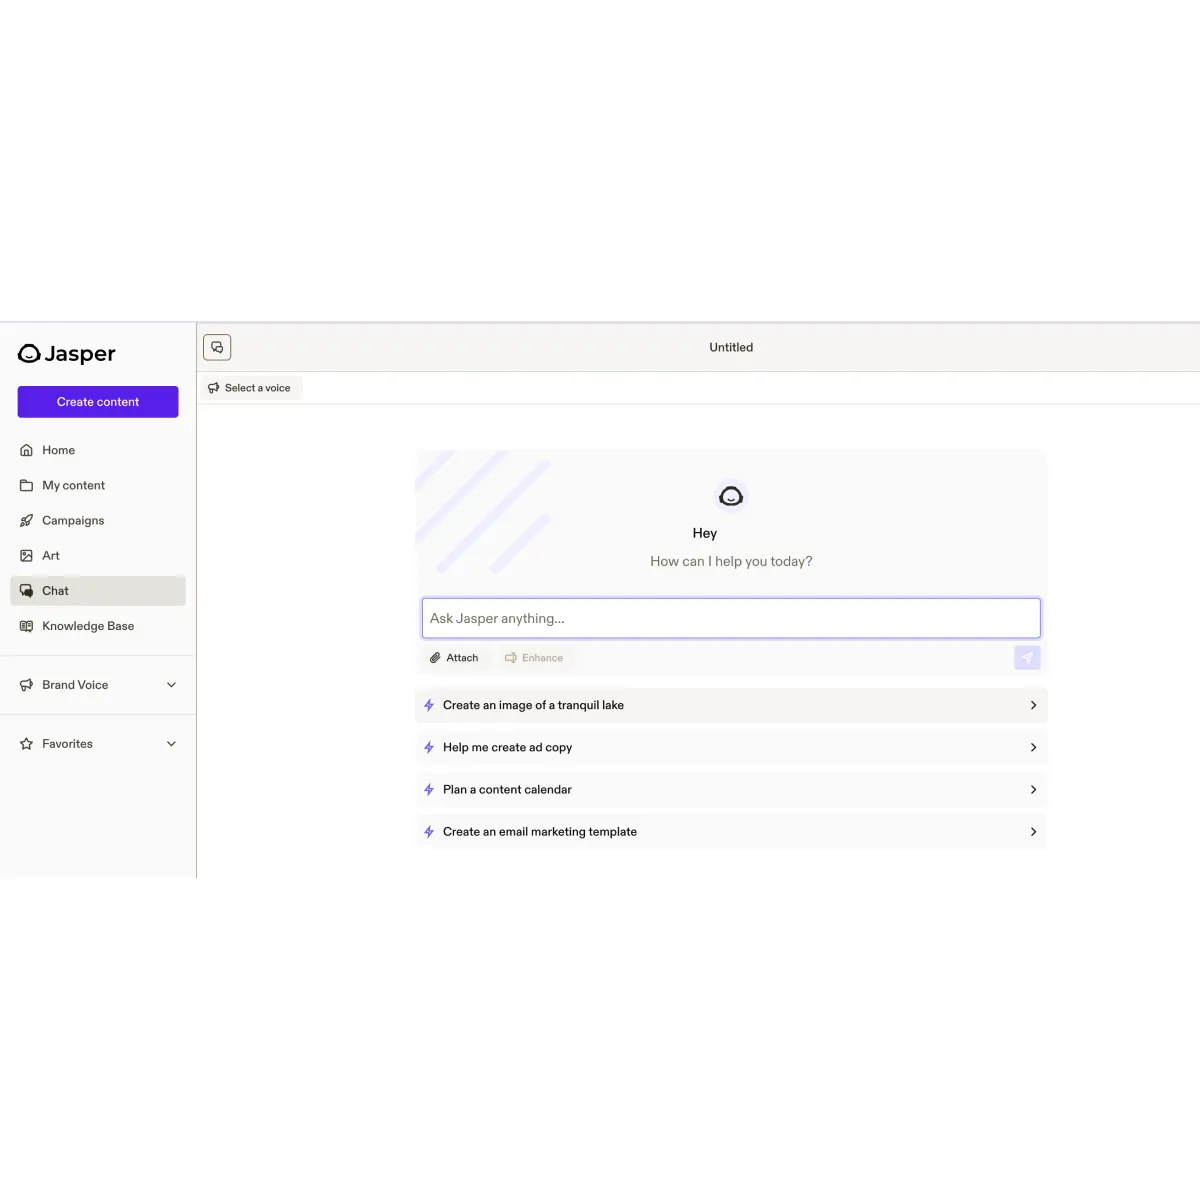 Jasper
Create content
Home
My content
Campaigns
Art
Chat
Knowledge Base
Brand Voice
Favorites
Untitled
Select a voice
Hey
How can I help you today?
Ask Jasper anything...
Attach
Enhance
Create an image of a tranquil lake
Help me create ad copy
Plan a content calendar
Create an email marketing template